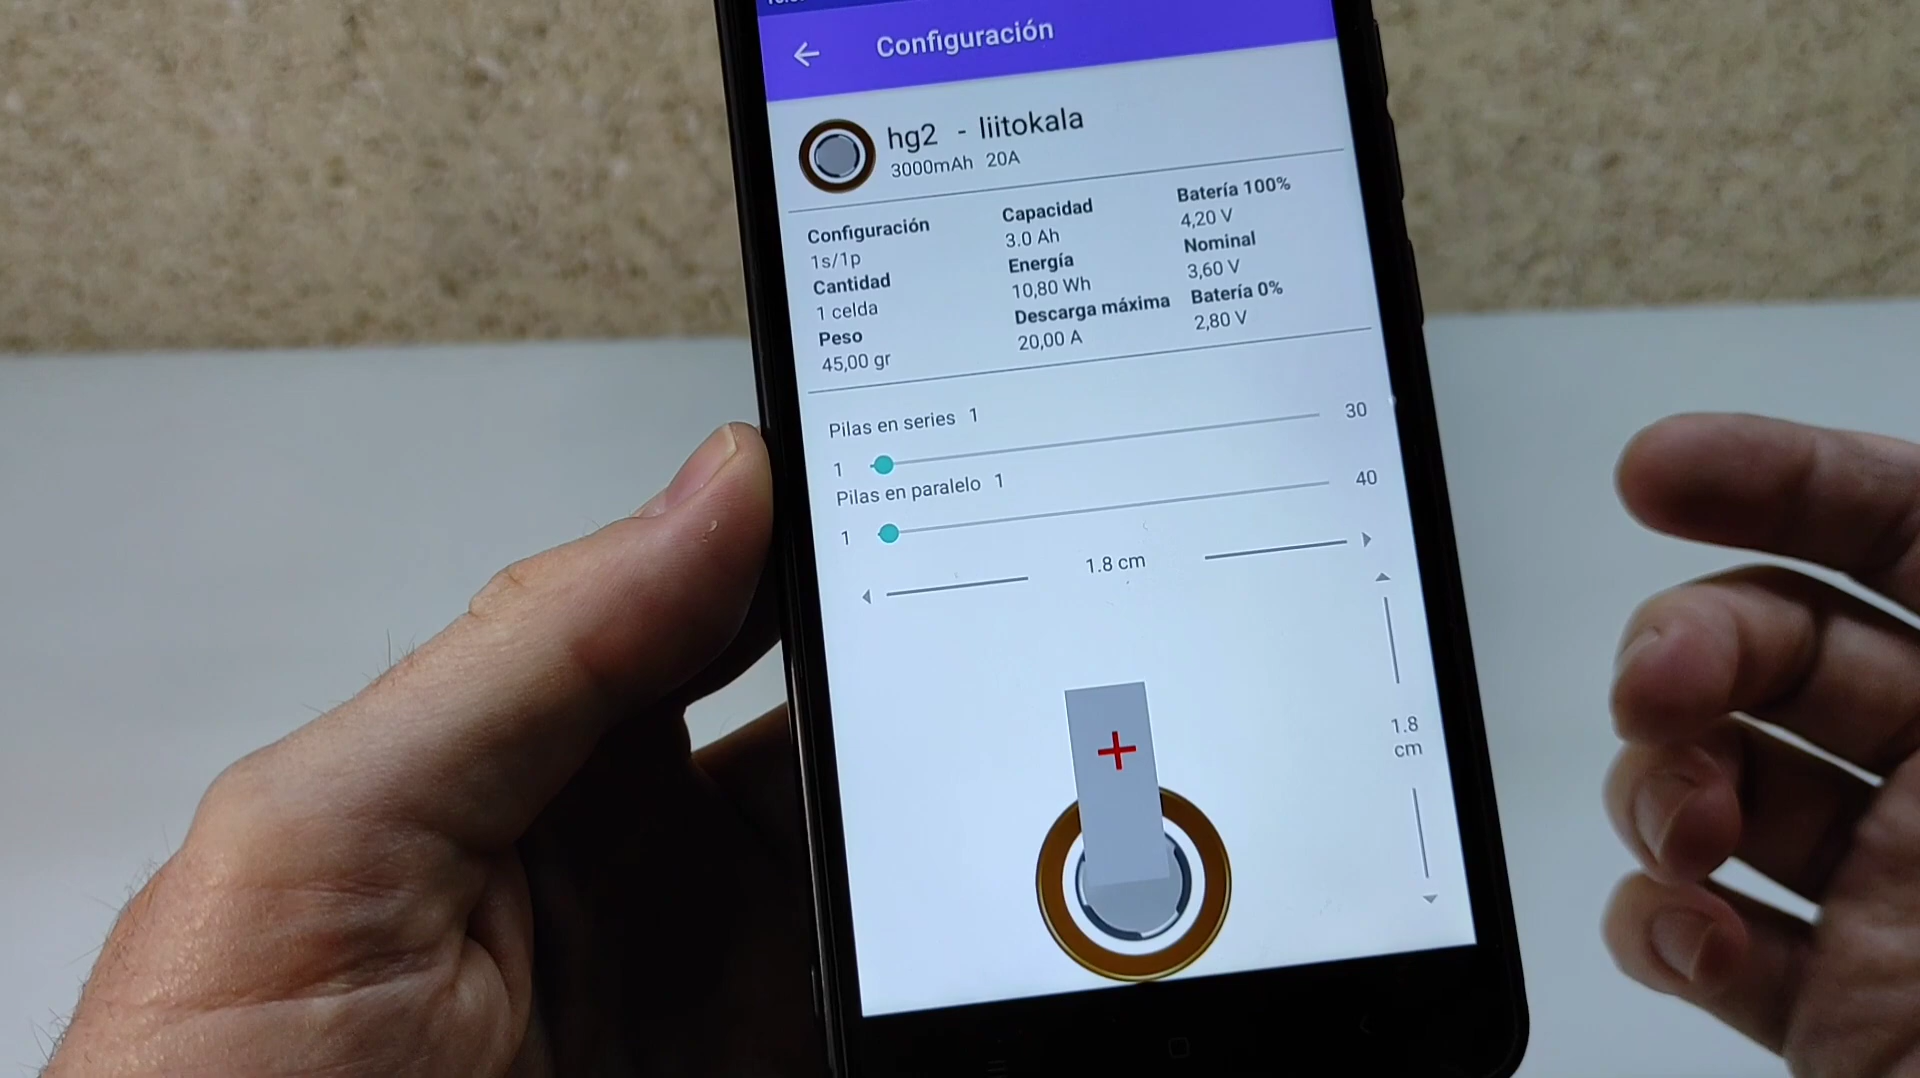 Configuración
hg2 - liitokala
3000mAh 20A
Configuración
1s/1p
Cantidad
1 celda
Peso
45,00 gr
Capacidad
3.0 Ah
Energía
10,80 Wh
Descarga máxima
20,00 A
Batería 100%
4,20 V
Nominal
3,60 V
Batería 0%
2,80 V
Pilas en series 1
1 30
Pilas en paralelo 1
1 40
1.8 cm
1.8
cm
+